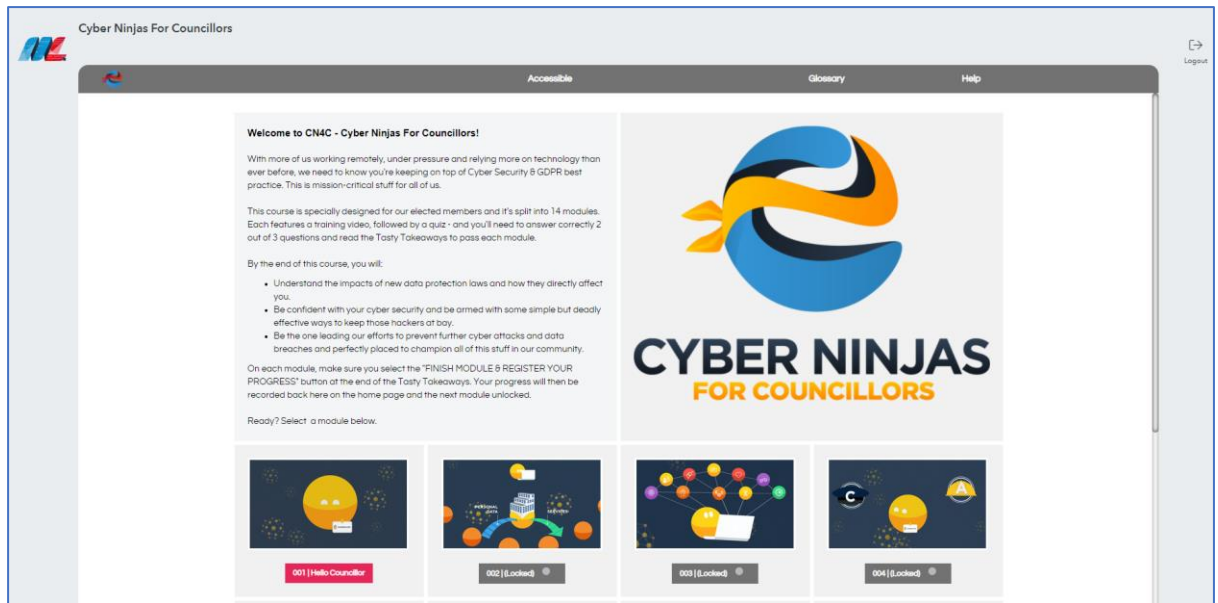 Cyber Ninjas For Councillors
Logout
Accessible
Glossary
Help
Welcome to CN4C - Cyber Ninjas For Councillors!
With more of us working remotely, under pressure and relying more on technology than
ever before, we need to know you're keeping on top of Cyber Security & GDPR best
practice. This is mission-critical stuff for all of us.
This course is specially designed for our elected members and it's split into 14 modules.
Each features a training video, followed by a quiz - and you'll need to answer correctly 2
out of 3 questions and read the Tasty Takeaways to pass each module.
By the end of this course, you will:
• Understand the impacts of new data protection laws and how they directly affect
you.
• Be confident with your cyber security and be armed with some simple but deadly
effective ways to keep those hackers at bay.
• Be the one leading our efforts to prevent further cyber attacks and data
breaches and perfectly placed to champion all of this stuff in our community.
On each module, make sure you select the "FINISH MODULE & REGISTER YOUR
PROGRESS" button at the end of the Tasty Takeaways. Your progress will then be
recorded back here on the home page and the next module unlocked.
Ready? Select a module below.
CYBER NINJAS
FOR COUNCILLORS
PERSONAL
DATA
C
A
001 | Hello Councillor
002 | (Locked)
003 | (Locked)
004 | (Locked)